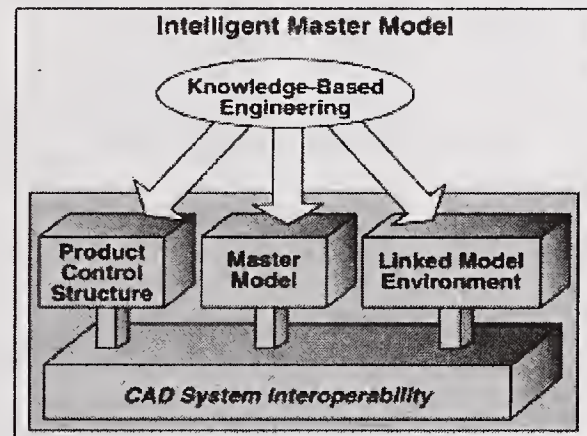 Intelligent Master Model
Knowledge-Based
Engineering
Product
Control
Structure
Master
Model
Linked Model
Environment
CAD System Interoperability